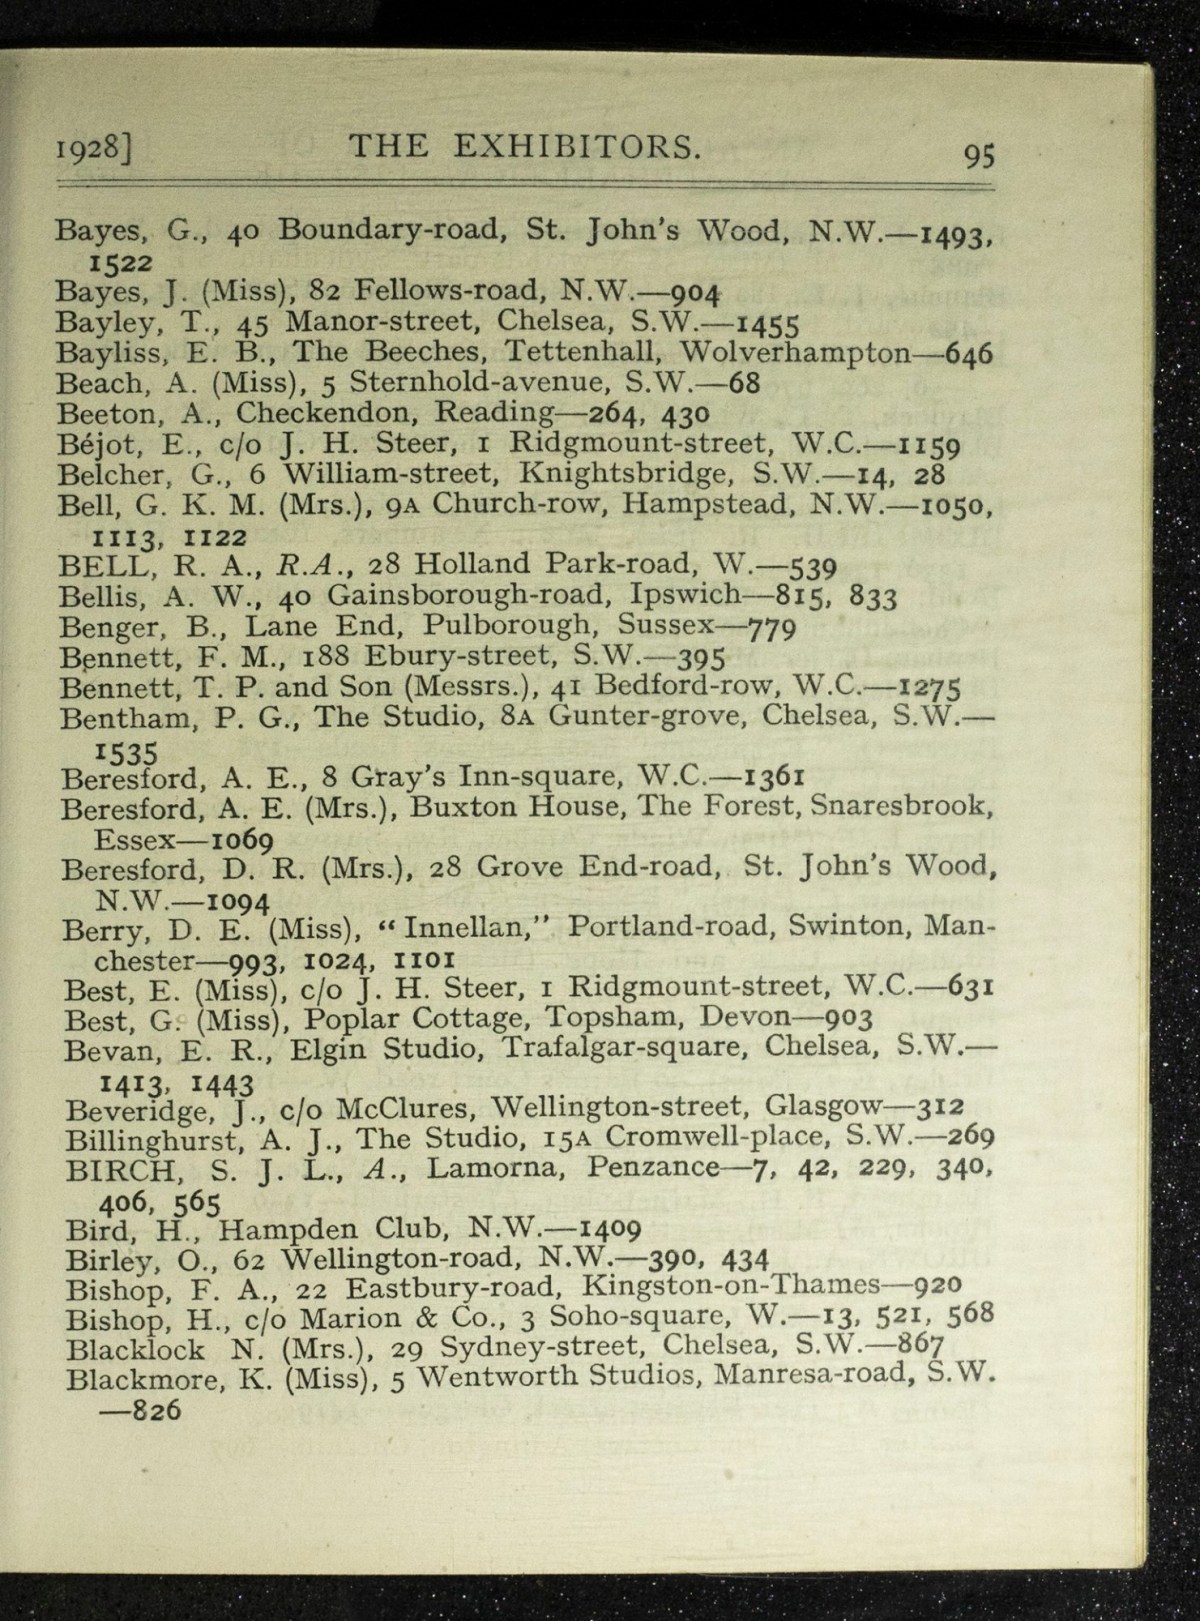 1928] THE EXHIBITORS. 95
Bayes, G., 40 Boundary-road, St. John's Wood, N.W.—1493,
1522
Bayes, J. (Miss), 82 Fellows-road, N.W.—904
Bayley, T., 45 Manor-street, Chelsea, S.W.—1455
Bayliss, E. B., The Beeches, Tettenhall, Wolverhampton—646
Beach, A. (Miss), 5 Sternhold-avenue, S.W.—68
Beeton, A., Checkendon, Reading—264, 430
Béjot, E., c/o J. H. Steer, 1 Ridgmount-street, W.C.—1159
Belcher, G., 6 William-street, Knightsbridge, S.W.—14, 28
Bell, G. K. M. (Mrs.), 9A Church-row, Hampstead, N.W.—1050,
1113, 1122
BELL, R. A., R.A., 28 Holland Park-road, W.—539
Bellis, A. W., 40 Gainsborough-road, Ipswich—815, 833
Benger, B., Lane End, Pulborough, Sussex—779
Bennett, F. M., 188 Ebury-street, S.W.—395
Bennett, T. P. and Son (Messrs.), 41 Bedford-row, W.C.—1275
Bentham, P. G., The Studio, 8A Gunter-grove, Chelsea, S.W.—
1535
Beresford, A. E., 8 Gray's Inn-square, W.C.—1361
Beresford, A. E. (Mrs.), Buxton House, The Forest, Snaresbrook,
Essex—1069
Beresford, D. R. (Mrs.), 28 Grove End-road, St. John's Wood,
N.W.—1094
Berry, D. E. (Miss), “Innellan,” Portland-road, Swinton, Man-
chester—993, 1024, 1101
Best, E. (Miss), c/o J. H. Steer, 1 Ridgmount-street, W.C.—631
Best, G. (Miss), Poplar Cottage, Topsham, Devon—903
Bevan, E. R., Elgin Studio, Trafalgar-square, Chelsea, S.W.—
1413, 1443
Beveridge, J., c/o McClures, Wellington-street, Glasgow—312
Billinghurst, A. J., The Studio, 15A Cromwell-place, S.W.—269
BIRCH, S. J. L., A., Lamorna, Penzance—7, 42, 229, 340,
406, 565
Bird, H., Hampden Club, N.W.—1409
Birley, O., 62 Wellington-road, N.W.—390, 434
Bishop, F. A., 22 Eastbury-road, Kingston-on-Thames—920
Bishop, H., c/o Marion & Co., 3 Soho-square, W.—13, 521, 568
Blacklock N. (Mrs.), 29 Sydney-street, Chelsea, S.W.—867
Blackmore, K. (Miss), 5 Wentworth Studios, Manresa-road, S.W.
—826